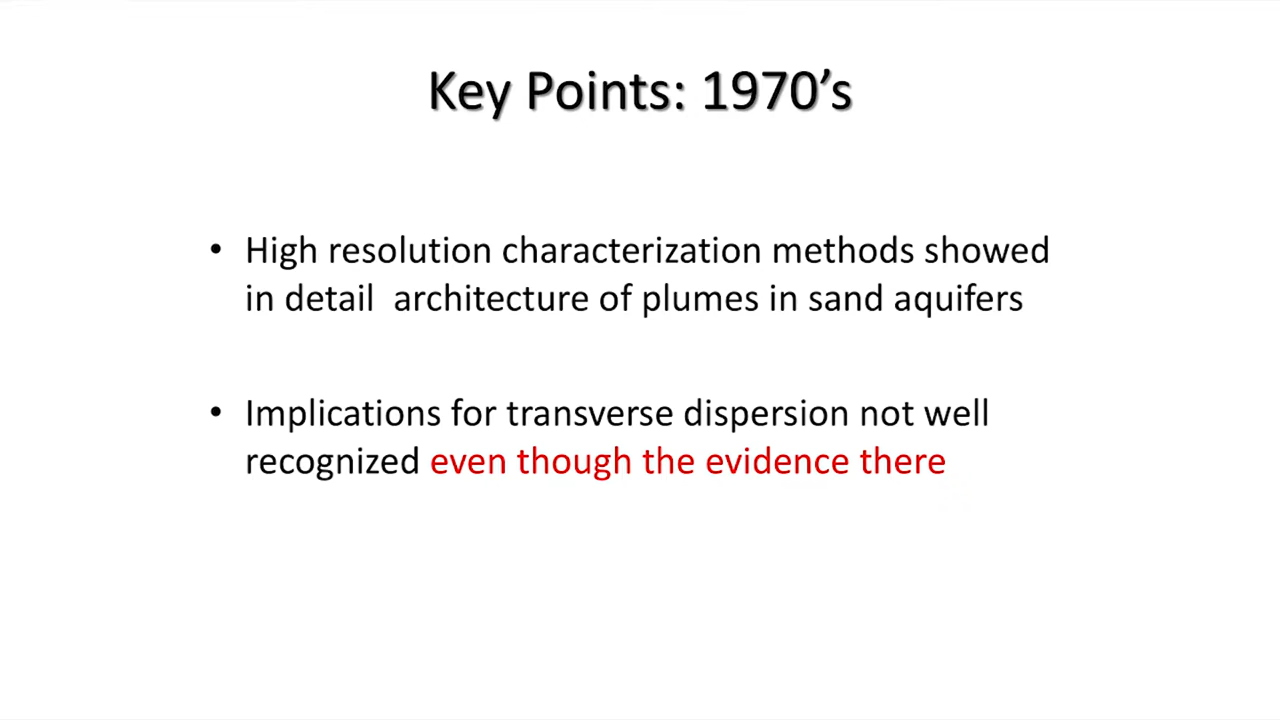 Key Points: 1970’s
• High resolution characterization methods showed
in detail  architecture of plumes in sand aquifers
• Implications for transverse dispersion not well
recognized even though the evidence there